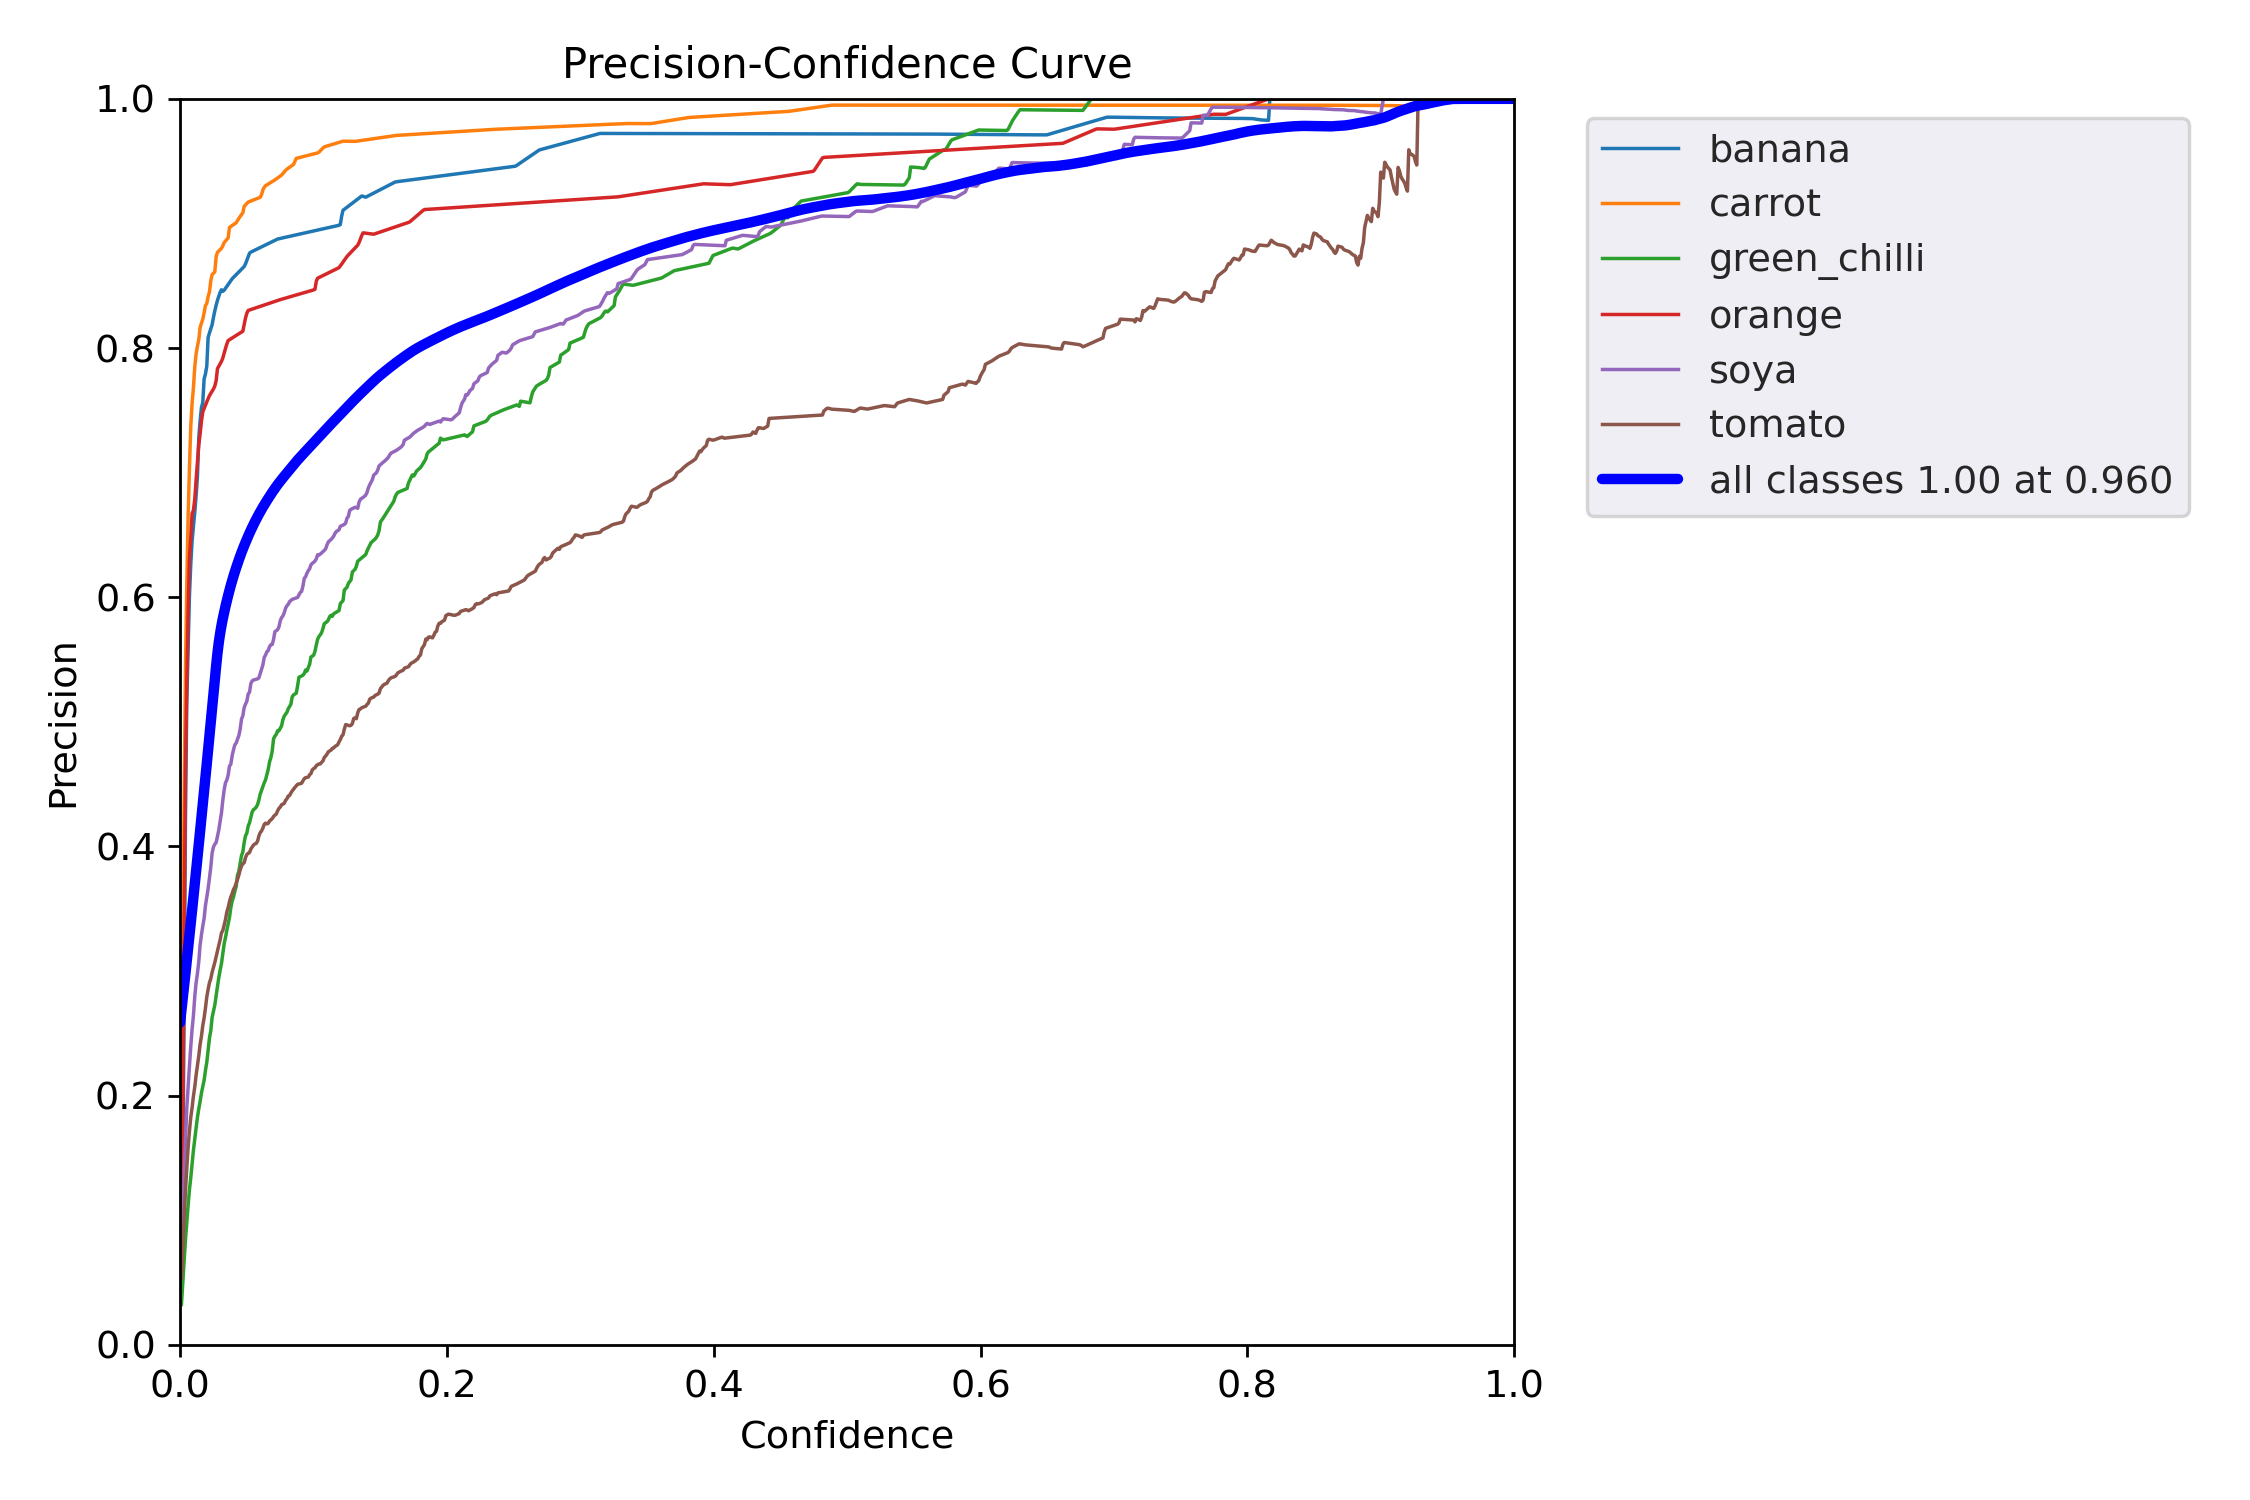 Precision-Confidence Curve
1.0
0.8
0.6
0.4
0.2
0.0
Precision
0.0 0.2 0.4 0.6 0.8 1.0
Confidence
banana
carrot
green_chilli
orange
soya
tomato
all classes 1.00 at 0.960